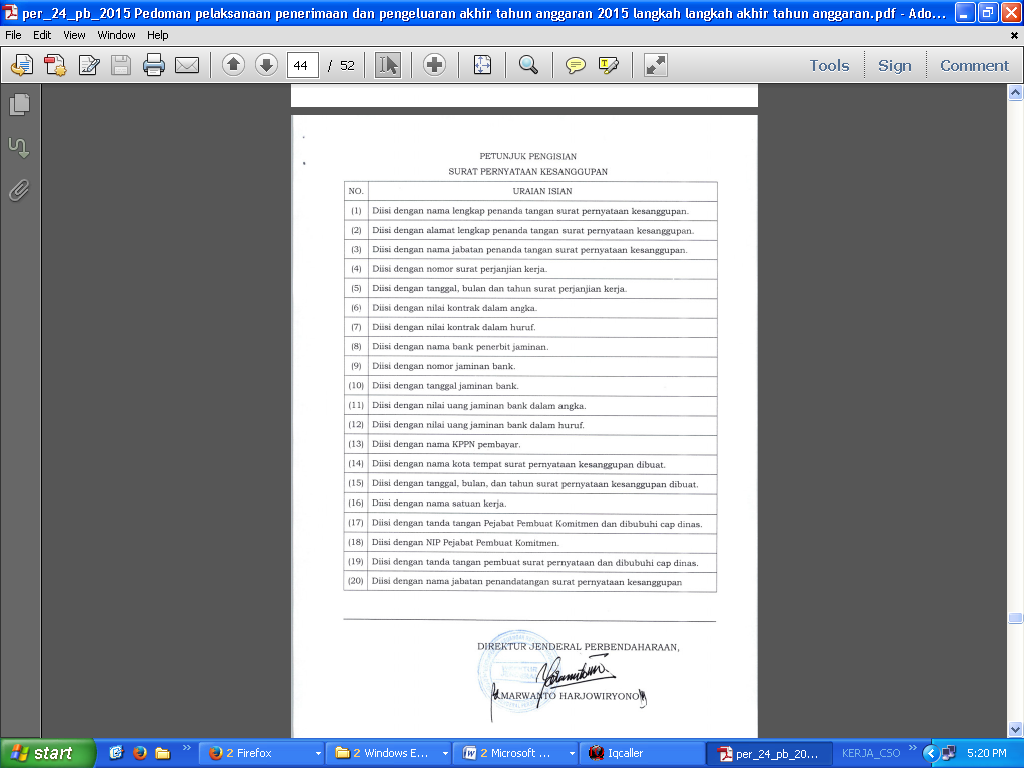 per_24_pb_2015 Pedoman pelaksanaan penerimaan dan pengeluaran akhir tahun anggaran 2015 langkah langkah akhir tahun anggaran.pdf - Ado...
File Edit View Window Help
44 / 52 Tools Sign Comment
PETUNJUK PENGISIAN
SURAT PERNYATAAN KESANGGUPAN
NO. URAIAN ISIAN
(1) Diisi dengan nama lengkap penanda tangan surat pernyataan kesanggupan.
(2) Diisi dengan alamat lengkap penanda tangan surat pernyataan kesanggupan.
(3) Diisi dengan nama jabatan penanda tangan surat pernyataan kesanggupan.
(4) Diisi dengan nomor surat perjanjian kerja.
(5) Diisi dengan tanggal, bulan dan tahun surat perjanjian kerja.
(6) Diisi dengan nilai kontrak dalam angka.
(7) Diisi dengan nilai kontrak dalam huruf.
(8) Diisi dengan nama bank penerbit jaminan.
(9) Diisi dengan nomor jaminan bank.
(10) Diisi dengan tanggal jaminan bank.
(11) Diisi dengan nilai uang jaminan bank dalam angka.
(12) Diisi dengan nilai uang jaminan bank dalam huruf.
(13) Diisi dengan nama KPPN pembayar.
(14) Diisi dengan nama kota tempat surat pernyataan kesanggupan dibuat.
(15) Diisi dengan tanggal, bulan, dan tahun surat pernyataan kesanggupan dibuat.
(16) Diisi dengan nama satuan kerja.
(17) Diisi dengan tanda tangan Pejabat Pembuat Komitmen dan dibubuhi cap dinas.
(18) Diisi dengan NIP Pejabat Pembuat Komitmen.
(19) Diisi dengan tanda tangan pembuat surat pernyataan dan dibubuhi cap dinas.
(20) Diisi dengan nama jabatan penandatangan surat pernyataan kesanggupan
DIREKTUR JENDERAL PERBENDAHARAAN,
MARWANTO HARJOWIRYONO
start 2 Firefox 2 Windows E... 2 Microsoft ... Iqcaller per_24_pb_20... KERJA_CSO 5:20 PM